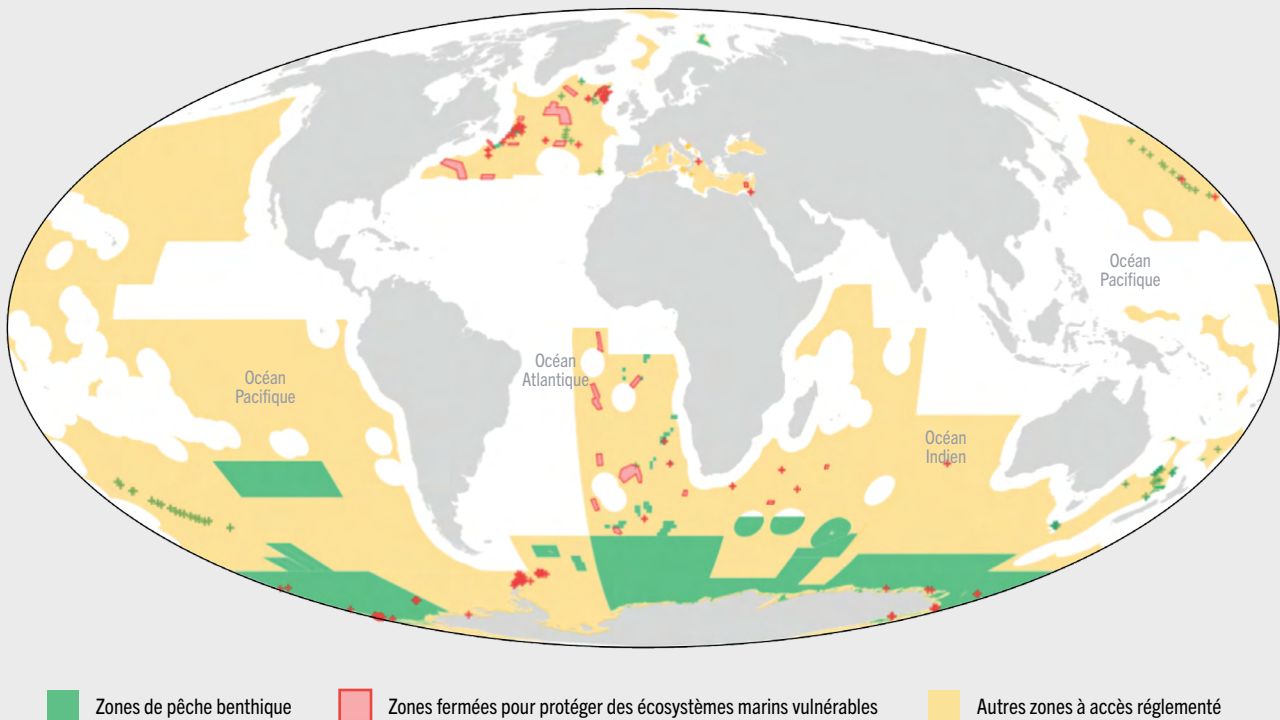 Océan
Pacifique
Océan
Atlantique
Océan
Pacifique
Océan
Indien
Zones de pêche benthique
Zones fermées pour protéger des écosystèmes marins vulnérables
Autres zones à accès réglementé